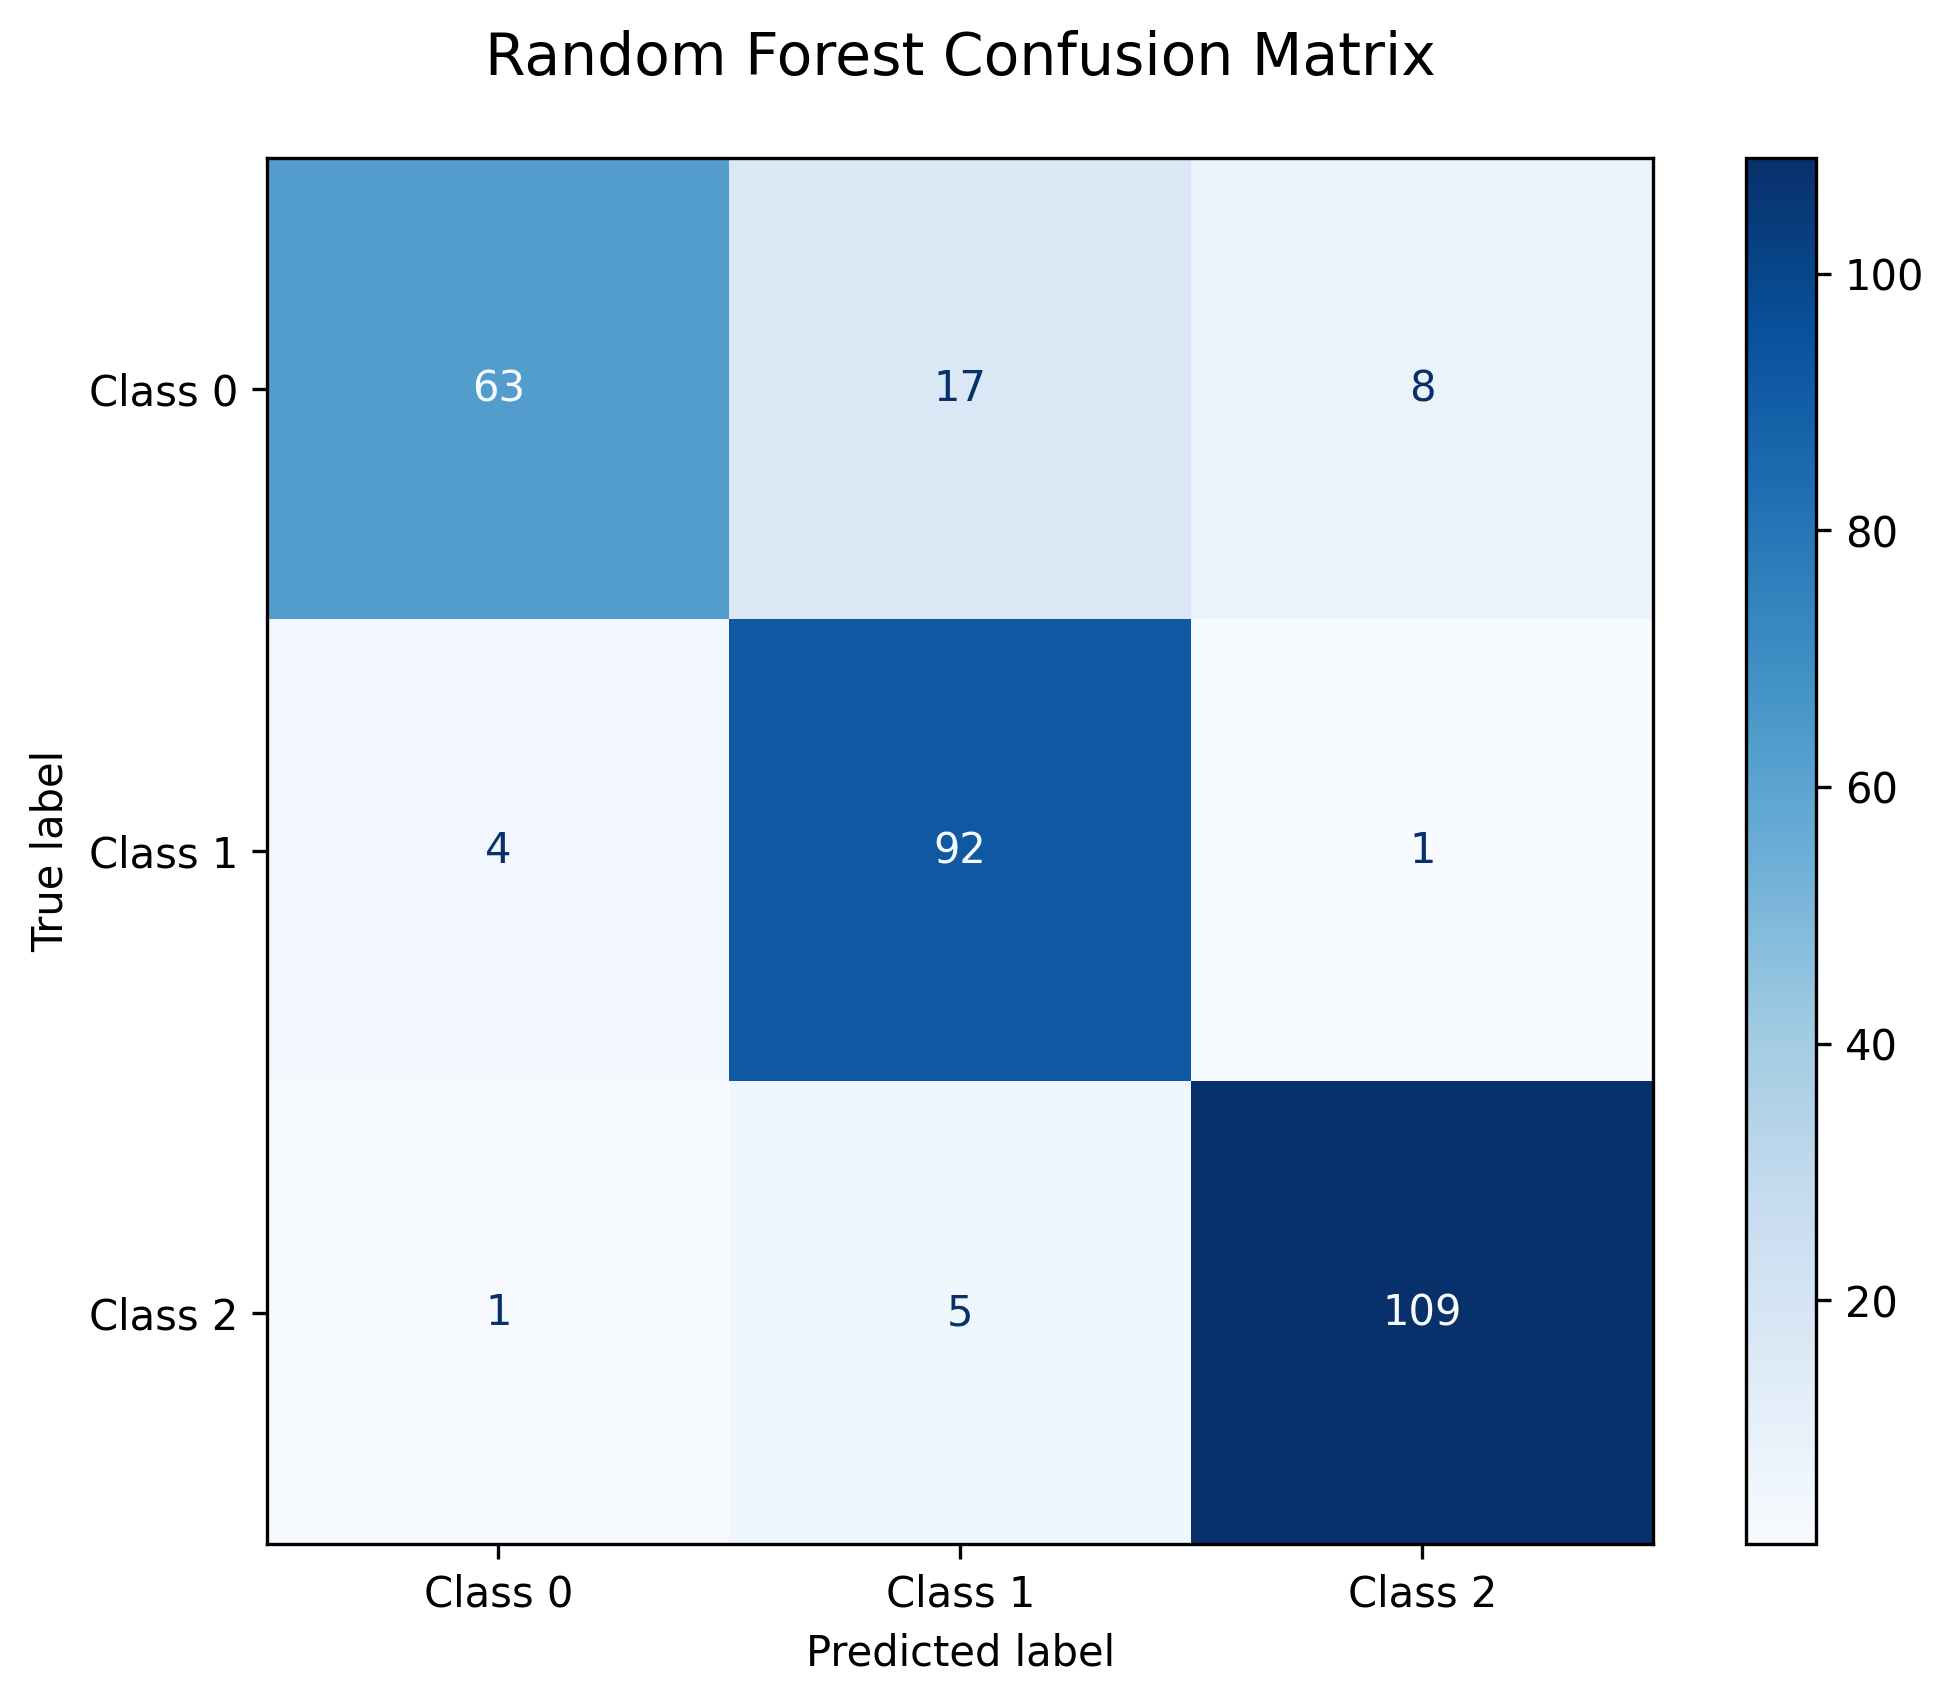 Random Forest Confusion Matrix
Class 0 63 17 8
Class 1 4 92 1
Class 2 1 5 109
Class 0 Class 1 Class 2
Predicted label
True label
100
80
60
40
20